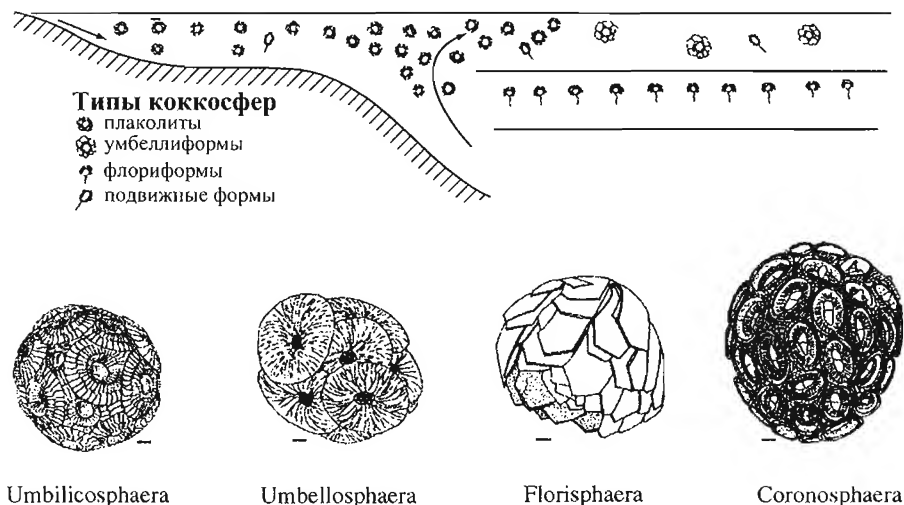 Типы коккосфер
плаколиты
умбеллиформы
флориформы
подвижные формы
Umbilicosphaera Umbellosphaera Florisphaera Coronosphaera